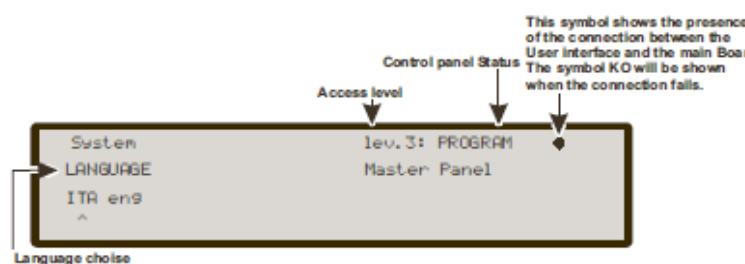 This symbol shows the presence
of the connection between the
User interface and the main Boar
The symbol KO will be shown
when the connection fails.
Control panel Status
Access level
System lev.3: PROGRAM
LANGUAGE Master Panel
ITA eng
^
Language choise